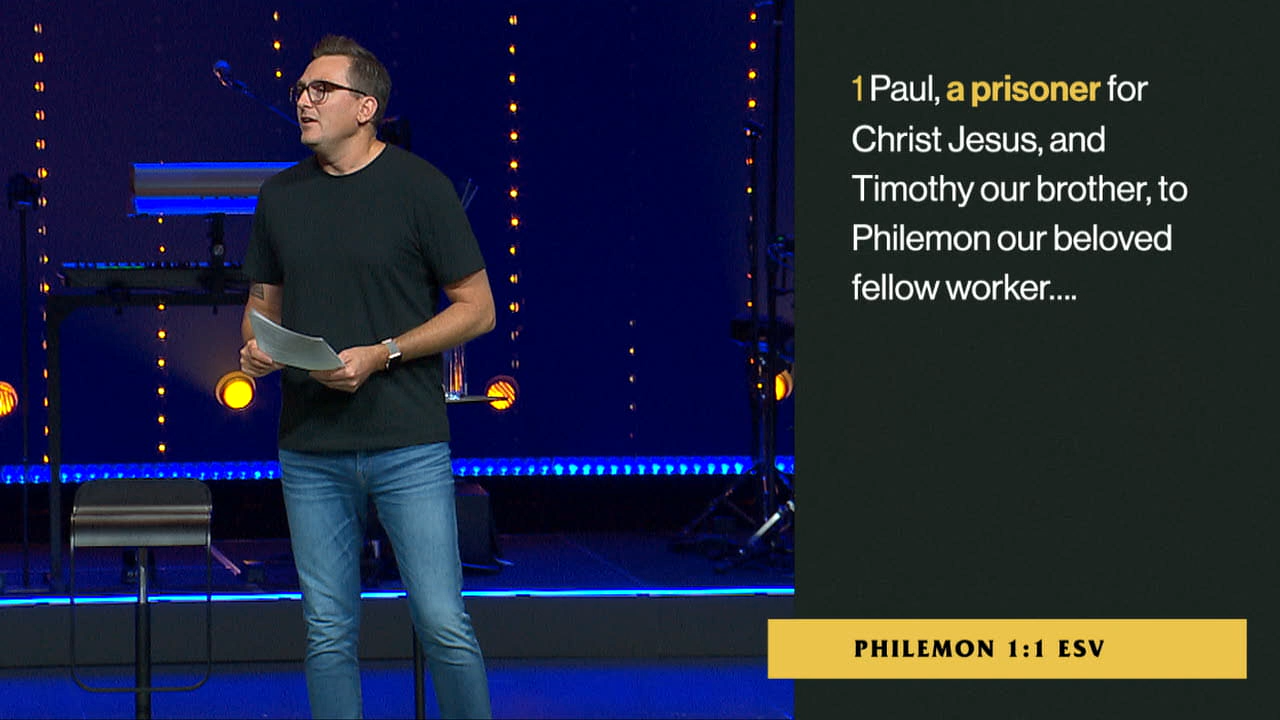 1 Paul, a prisoner for
Christ Jesus, and
Timothy our brother, to
Philemon our beloved
fellow worker....
PHILEMON 1:1 ESV